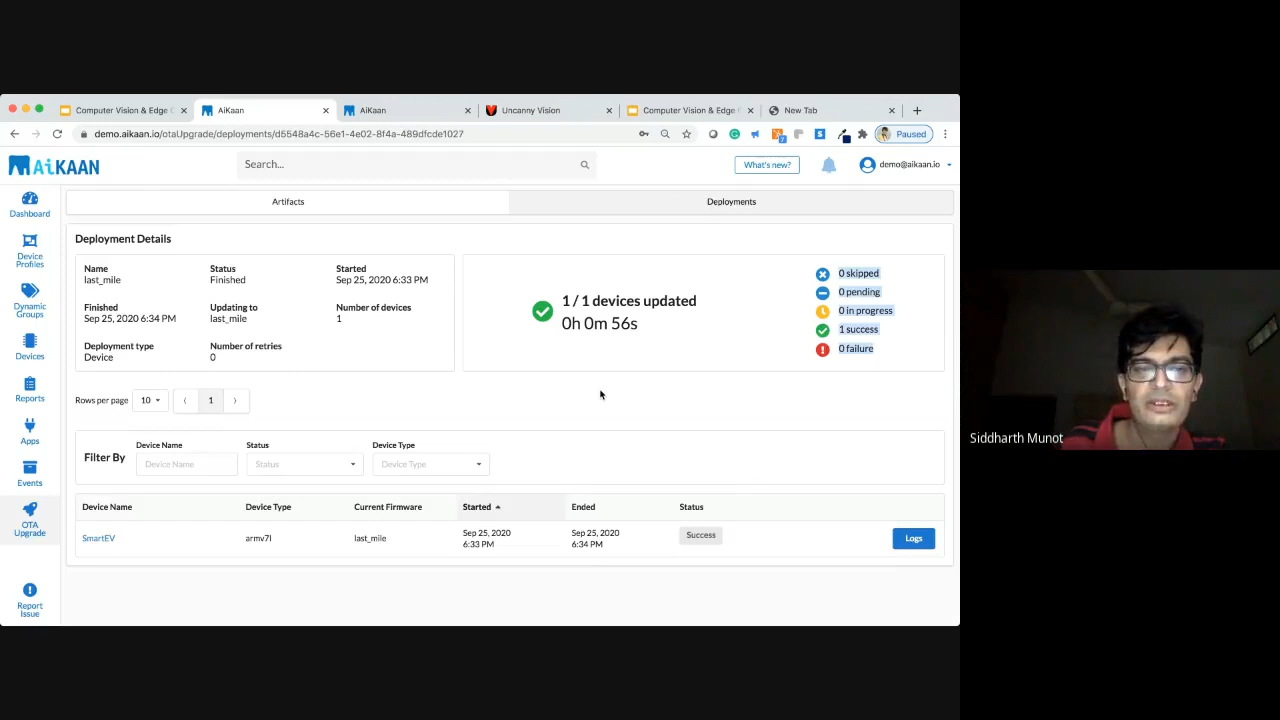 Computer Vision & Edge C
AiKaan
AiKaan
Uncanny Vision
Computer Vision & Edge C
New Tab
demo.aikaan.io/otaUpgrade/deployments/d5548a4c-56e1-4e02-8f4a-489dfcde1027
Paused
AiKAAN
Search...
What's new?
demo@aikaan.io
Dashboard
Device
Profiles
Dynamic
Groups
Devices
Reports
Apps
Events
OTA
Upgrade
Report
Issue
Artifacts
Deployments
Deployment Details
Name
last_mile
Status
Finished
Started
Sep 25, 2020 6:33 PM
Finished
Sep 25, 2020 6:34 PM
Updating to
last_mile
Number of devices
1
Deployment type
Device
Number of retries
0
1 / 1 devices updated
0h 0m 56s
0 skipped
0 pending
0 in progress
1 success
0 failure
Rows per page
10
1
Filter By
Device Name
Device Name
Status
Status
Device Type
Device Type
Device Name
Device Type
Current Firmware
Started
Ended
Status
SmartEV
armv7l
last_mile
Sep 25, 2020
6:33 PM
Sep 25, 2020
6:34 PM
Success
Logs
Siddharth Munot